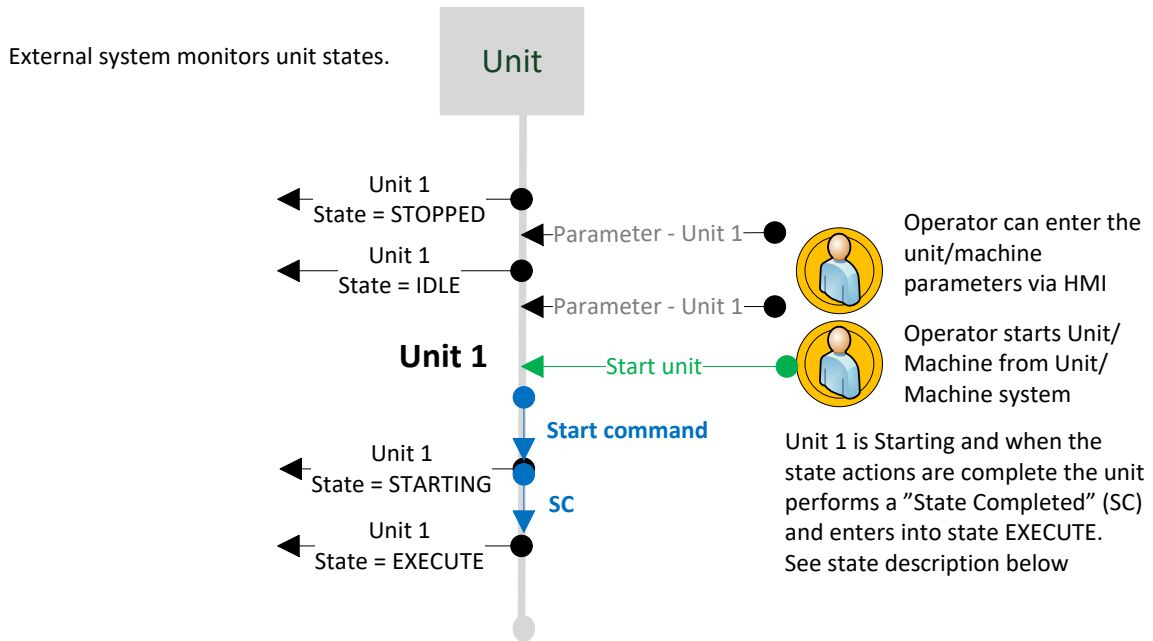 External system monitors unit states.
Unit
Unit 1
State = STOPPED
Parameter - Unit 1
Operator can enter the
unit/machine
parameters via HMI
Unit 1
State = IDLE
Parameter - Unit 1
Unit 1
Start unit
Operator starts Unit/
Machine from Unit/
Machine system
Start command
Unit 1
State = STARTING
SC
Unit 1 is Starting and when the
state actions are complete the unit
performs a ”State Completed” (SC)
and enters into state EXECUTE.
See state description below
Unit 1
State = EXECUTE